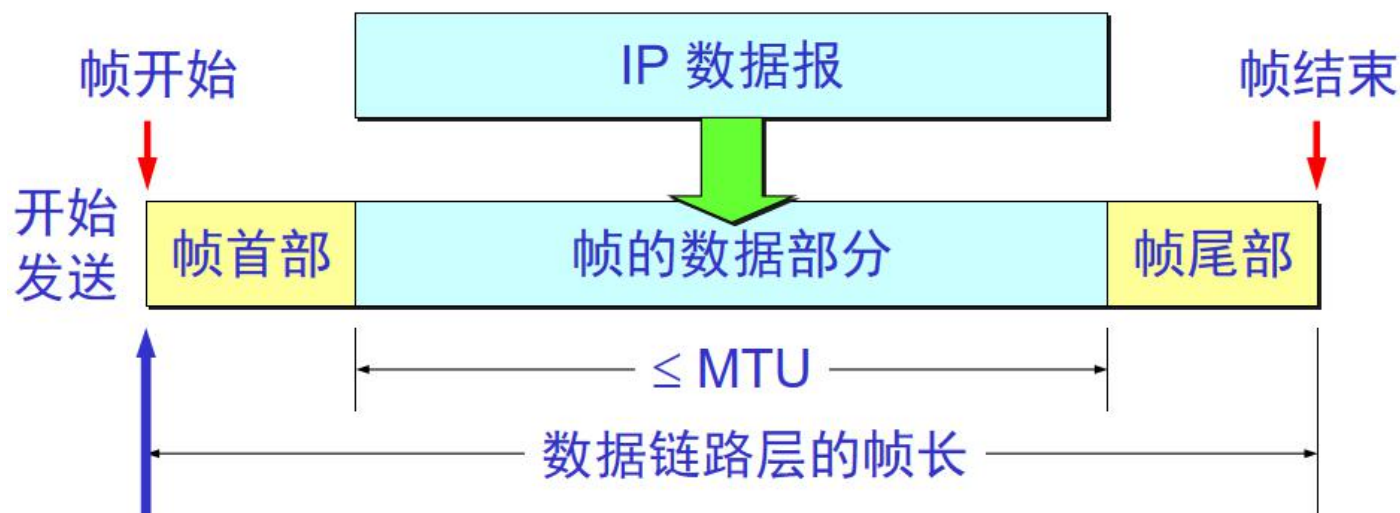 IP 数据报
帧开始
帧结束
开始
发送
帧首部
帧的数据部分
帧尾部
≤ MTU
数据链路层的帧长